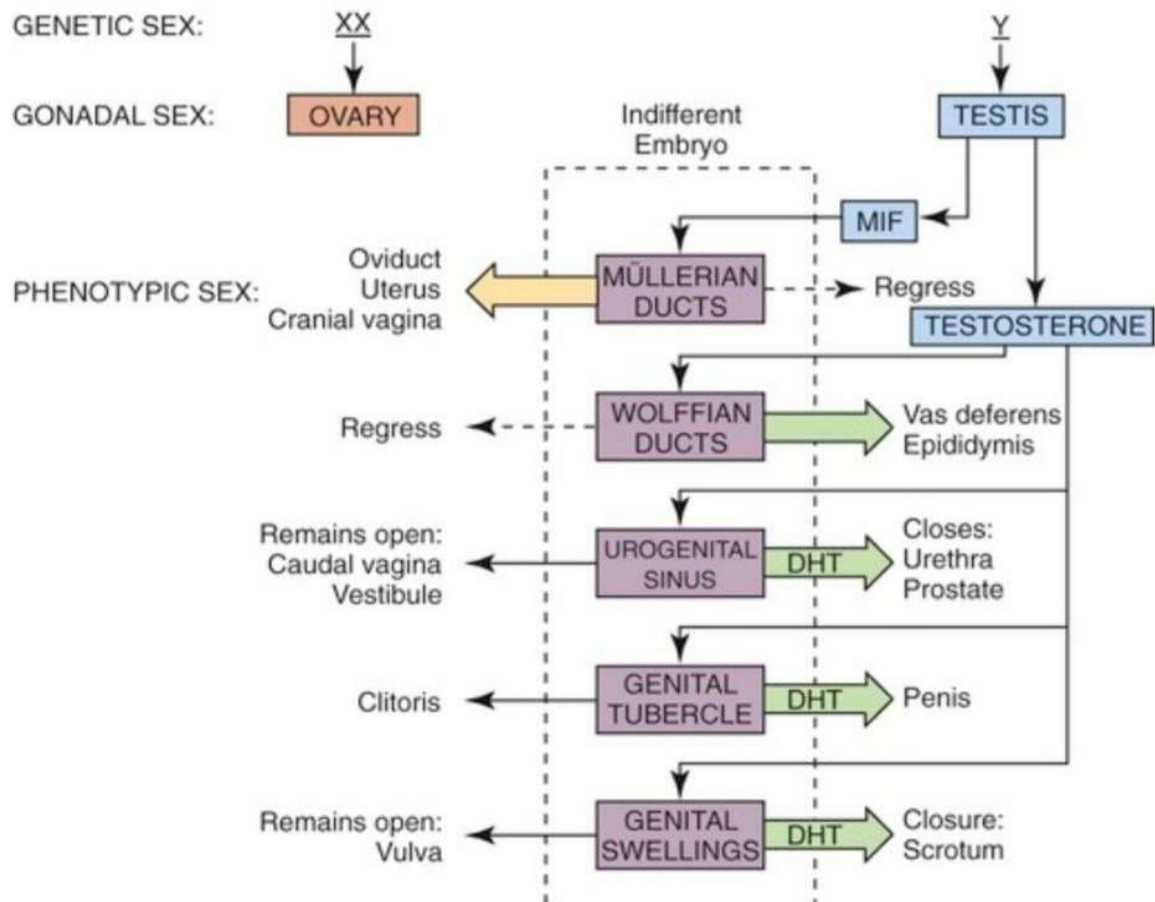 GENETIC SEX:
XX
Y
GONADAL SEX:
OVARY
Indifferent
Embryo
TESTIS
MIF
PHENOTYPIC SEX:
Oviduct
Uterus
Cranial vagina
MŪLLERIAN
DUCTS
Regress
TESTOSTERONE
Regress
WOLFFIAN
DUCTS
Vas deferens
Epididymis
Remains open:
Caudal vagina
Vestibule
UROGENITAL
SINUS
DHT
Closes:
Urethra
Prostate
Clitoris
GENITAL
TUBERCLE
DHT
Penis
Remains open:
Vulva
GENITAL
SWELLINGS
DHT
Closure:
Scrotum